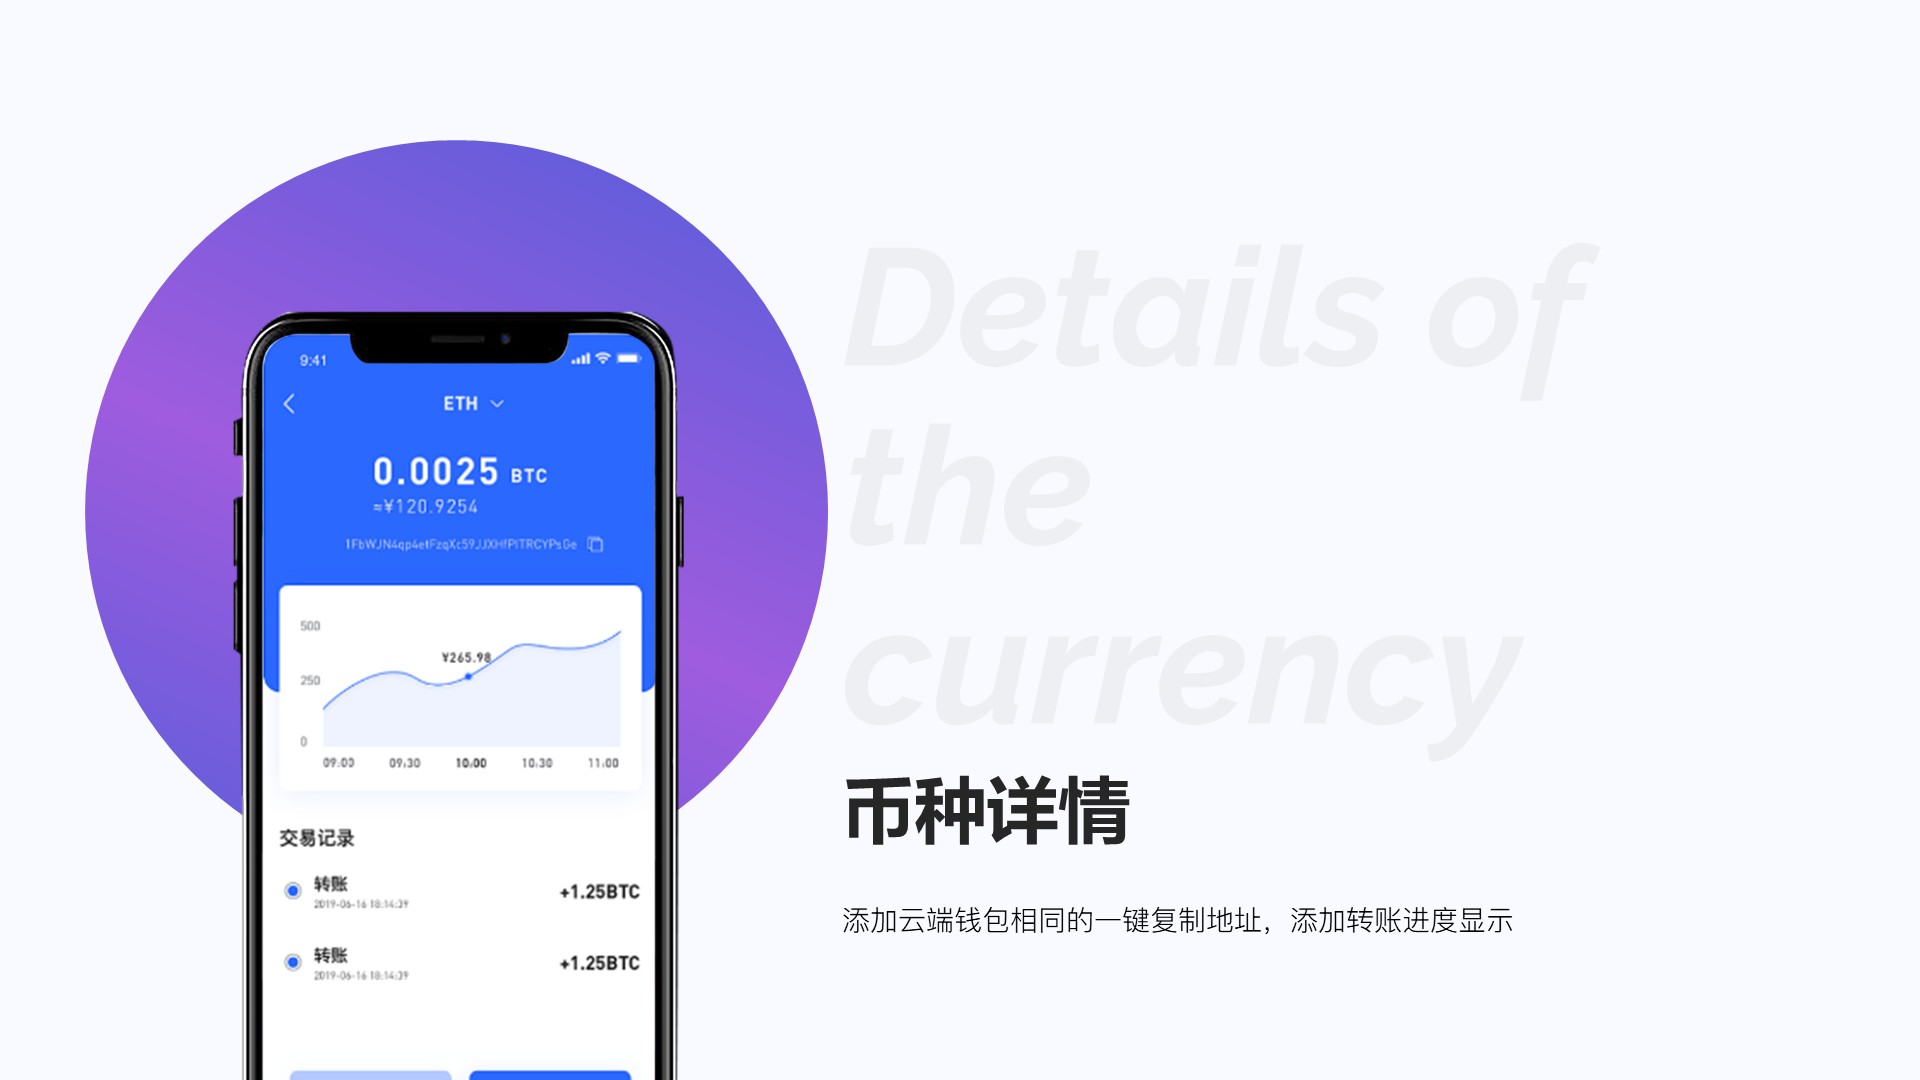 9:41
ETH
0.0025 BTC
≈¥120.9254
500
¥265.98
250
0
09:00 09:30 10:00 10:30 11:00
交易记录
转账
+1.25BTC
2019-06-16 18:14:39
转账
+1.25BTC
2019-06-16 18:14:39
Details of
the
currency
币种详情
添加云端钱包相同的一键复制地址，添加转账进度显示